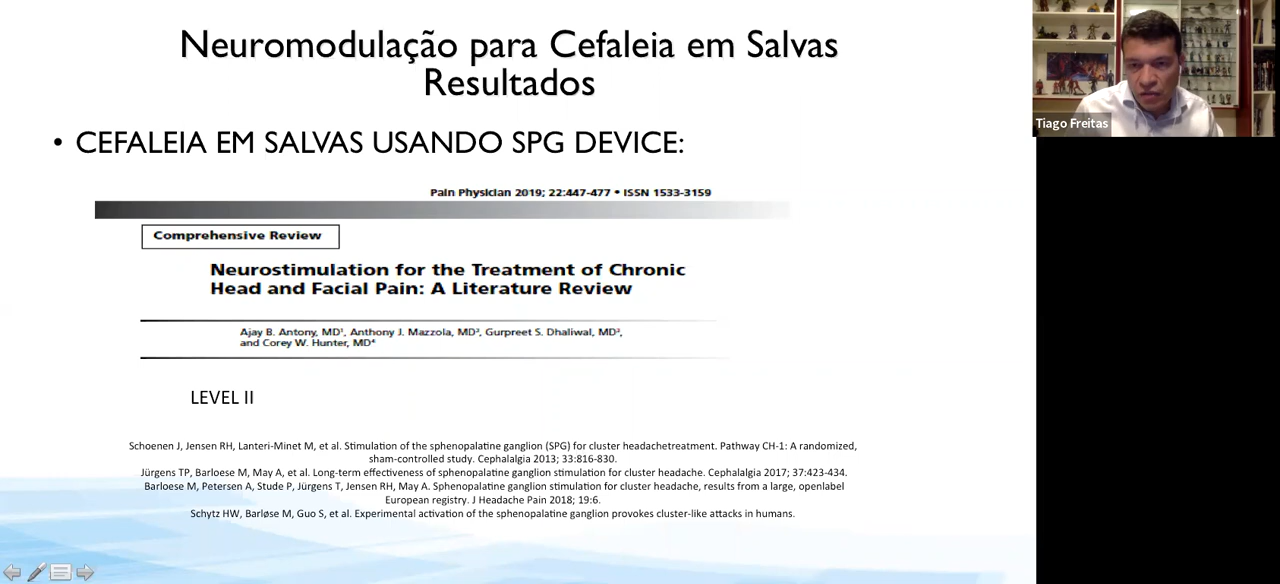 Neuromodulação para Cefaleia em Salvas
Resultados
• CEFALEIA EM SALVAS USANDO SPG DEVICE:
Pain Physician 2019; 22:447-477 • ISSN 1533-3159
Comprehensive Review
Neurostimulation for the Treatment of Chronic
Head and Facial Pain: A Literature Review
Ajay B. Antony, MD¹, Anthony J. Mazzola, MD², Gurpreet S. Dhaliwal, MD³,
and Corey W. Hunter, MD⁴
LEVEL II
Schoenen J, Jensen RH, Lanteri-Minet M, et al. Stimulation of the sphenopalatine ganglion (SPG) for cluster headachetreatment. Pathway CH-1: A randomized,
sham-controlled study. Cephalalgia 2013; 33:816-830.
Jürgens TP, Barloese M, May A, et al. Long-term effectiveness of sphenopalatine ganglion stimulation for cluster headache. Cephalalgia 2017; 37:423-434.
Barloese M, Petersen A, Stude P, Jürgens T, Jensen RH, May A. Sphenopalatine ganglion stimulation for cluster headache, results from a large, openlabel
European registry. J Headache Pain 2018; 19:6.
Schytz HW, Barløse M, Guo S, et al. Experimental activation of the sphenopalatine ganglion provokes cluster-like attacks in humans.
Tiago Freitas